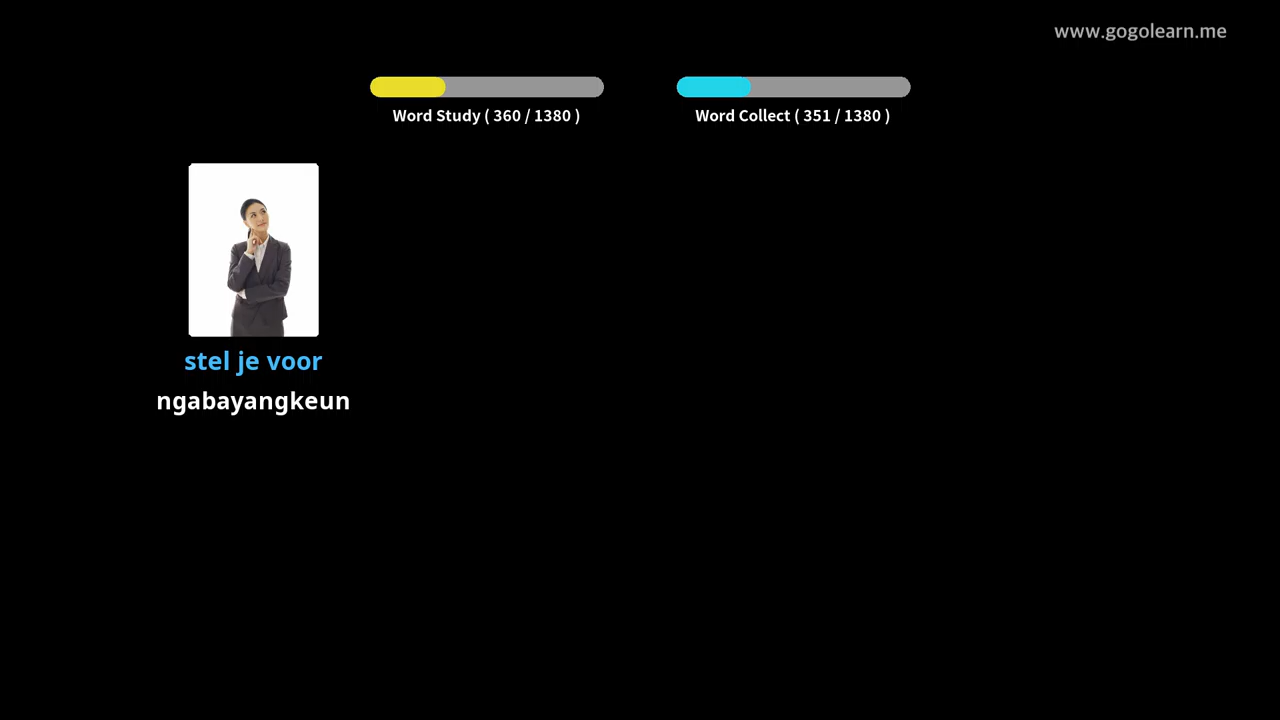 www.gogolearn.me
Word Study ( 360 / 1380 )
Word Collect ( 351 / 1380 )
stel je voor
ngabayangkeun